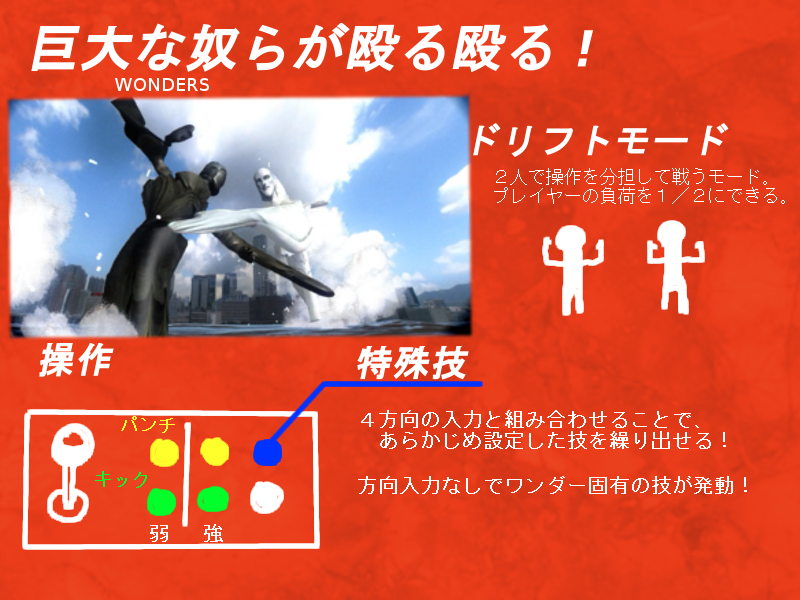 巨大な奴らが殴る殴る！
WONDERS
ドリフトモード
２人で操作を分担して戦うモード。
プレイヤーの負荷を１／２にできる。
操作
特殊技
パンチ
キック
弱 強
４方向の入力と組み合わせることで、
あらかじめ設定した技を繰り出せる！
方向入力なしでワンダー固有の技が発動！